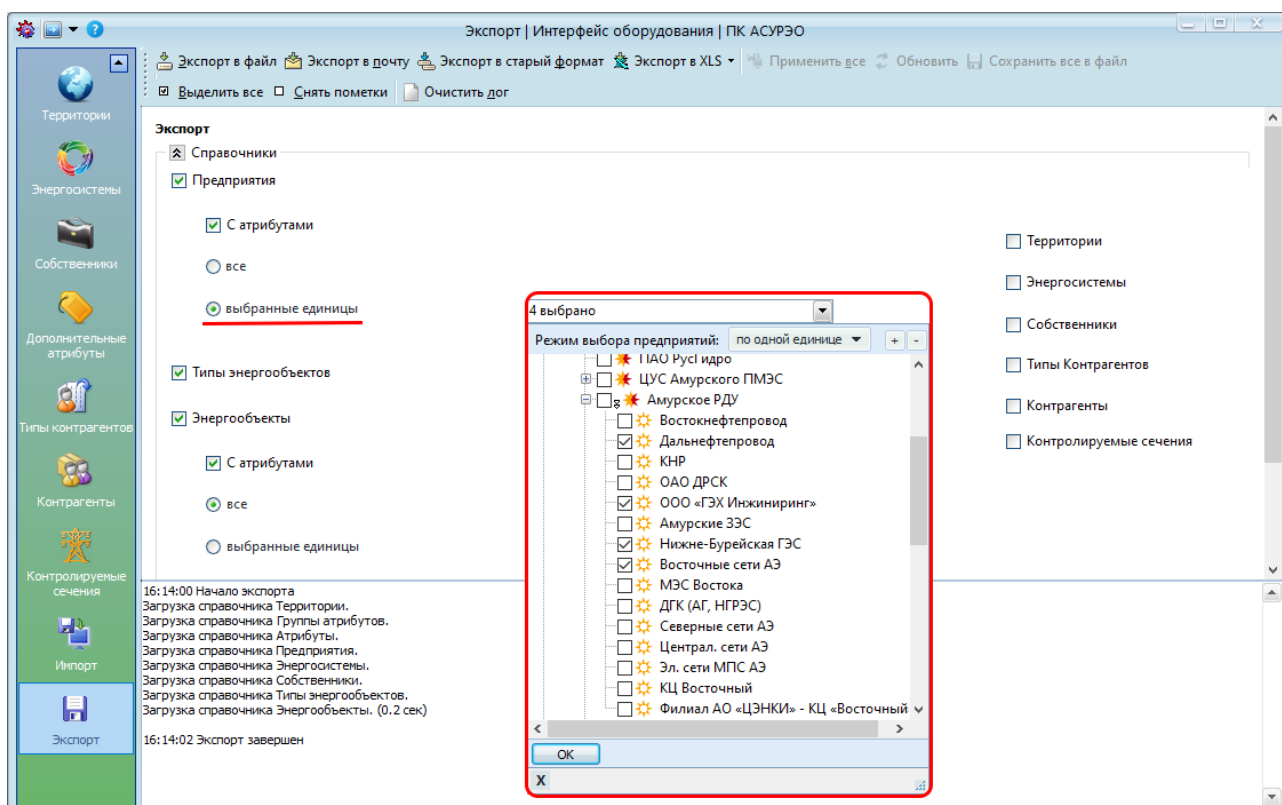 Экспорт | Интерфейс оборудования | ПК АСУРЭО
Экспорт в файл Экспорт в почту Экспорт в старый формат Экспорт в XLS Применить все Обновить Сохранить все в файл
Выделить все Снять пометки Очистить лог
Территории
Энергосистемы
Собственники
Дополнительные
атрибуты
Типы контрагентов
Контрагенты
Контролируемые
сечения
Импорт
Экспорт
Экспорт
Справочники
Предприятия
С атрибутами
все
выбранные единицы
Типы энергообъектов
Энергообъекты
С атрибутами
все
выбранные единицы
4 выбрано
Режим выбора предприятий: по одной единице + -
ПАО РусГидро
ЦУС Амурского ПМЭС
Амурское РДУ
Востокнефтепровод
Дальнефтепровод
КНР
ОАО ДРСК
ООО «ГЭХ Инжиниринг»
Амурские ЗЭС
Нижне-Бурейская ГЭС
Восточные сети АЭ
МЭС Востока
ДГК (АГ, НГРЭС)
Северные сети АЭ
Централ. сети АЭ
Эл. сети МПС АЭ
КЦ Восточный
Филиал АО «ЦЭНКИ» - КЦ «Восточный
OK
X
Территории
Энергосистемы
Собственники
Типы Контрагентов
Контрагенты
Контролируемые сечения
16:14:00 Начало экспорта
Загрузка справочника Территории.
Загрузка справочника Группы атрибутов.
Загрузка справочника Атрибуты.
Загрузка справочника Предприятия.
Загрузка справочника Энергосистемы.
Загрузка справочника Собственники.
Загрузка справочника Типы энергообъектов.
Загрузка справочника Энергообъекты. (0.2 сек)
16:14:02 Экспорт завершен